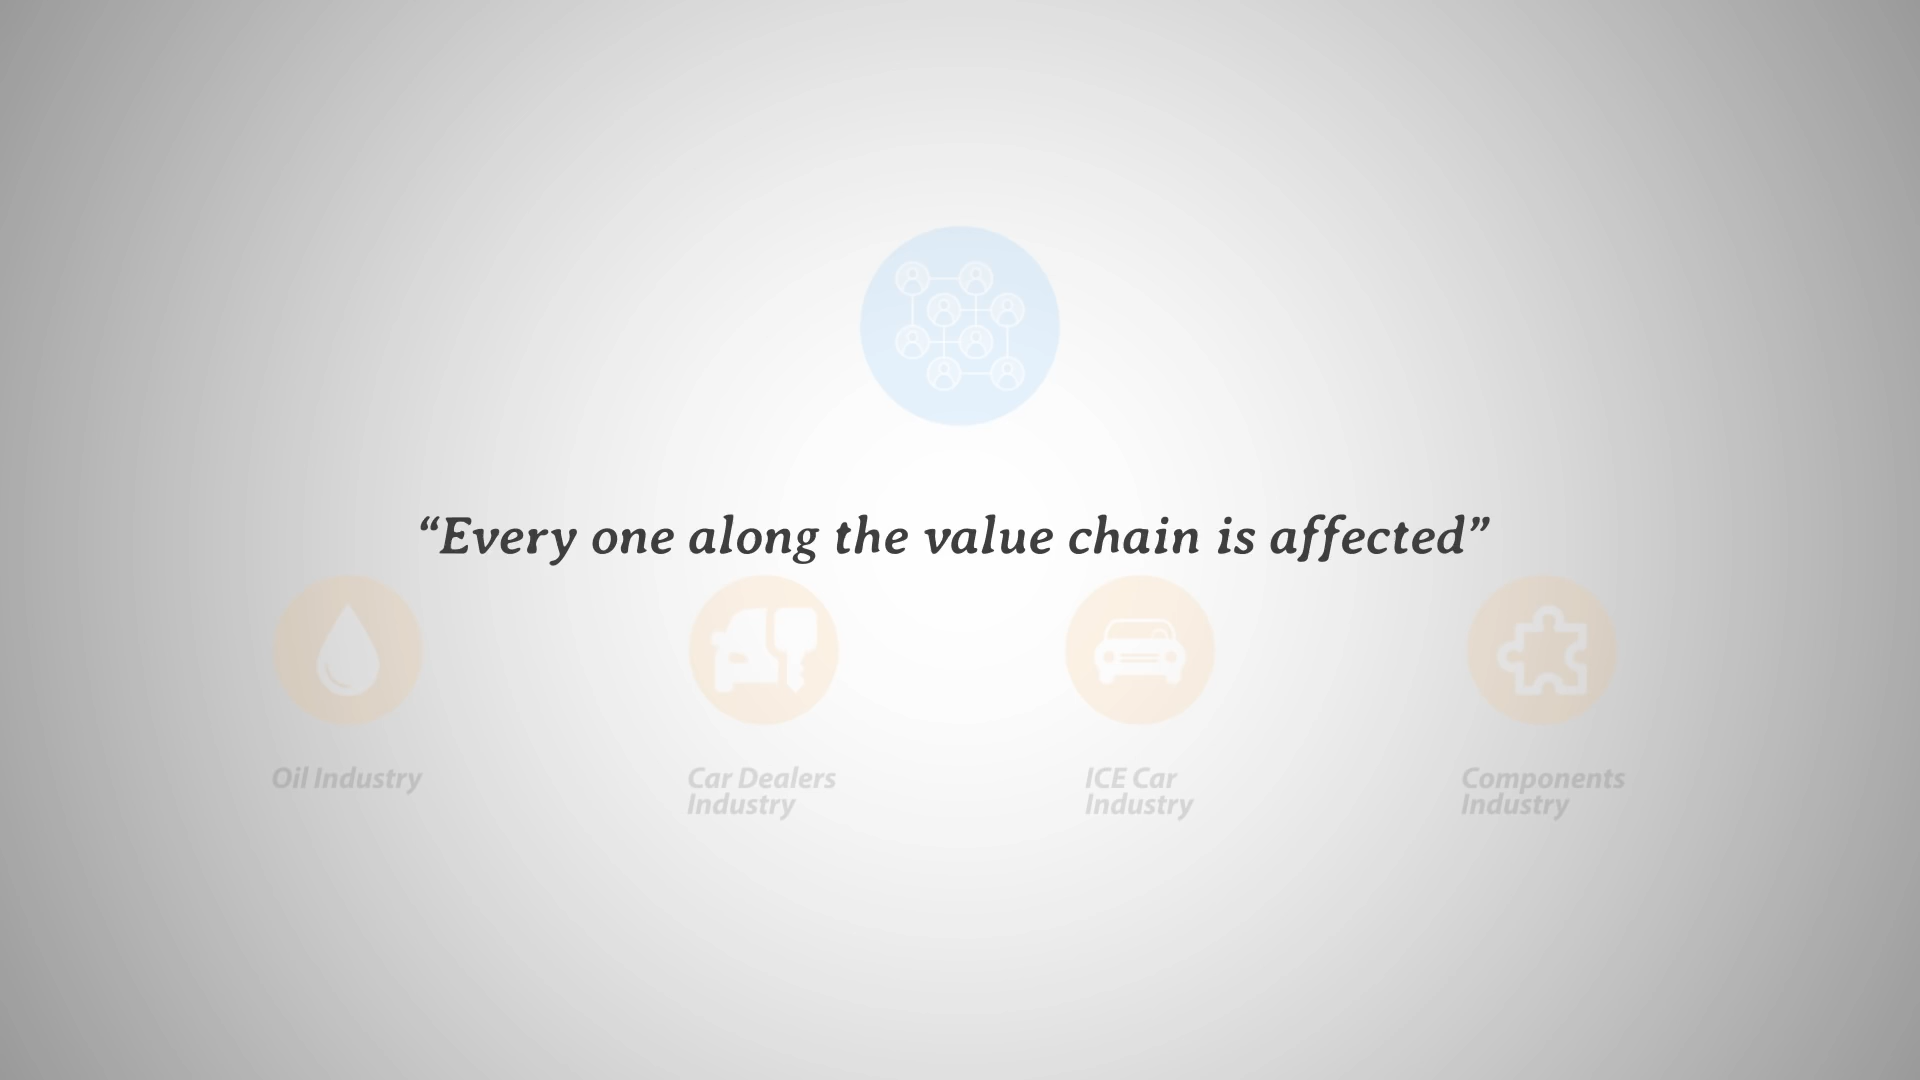 “Every one along the value chain is affected”
Oil Industry
Car Dealers
Industry
ICE Car
Industry
Components
Industry